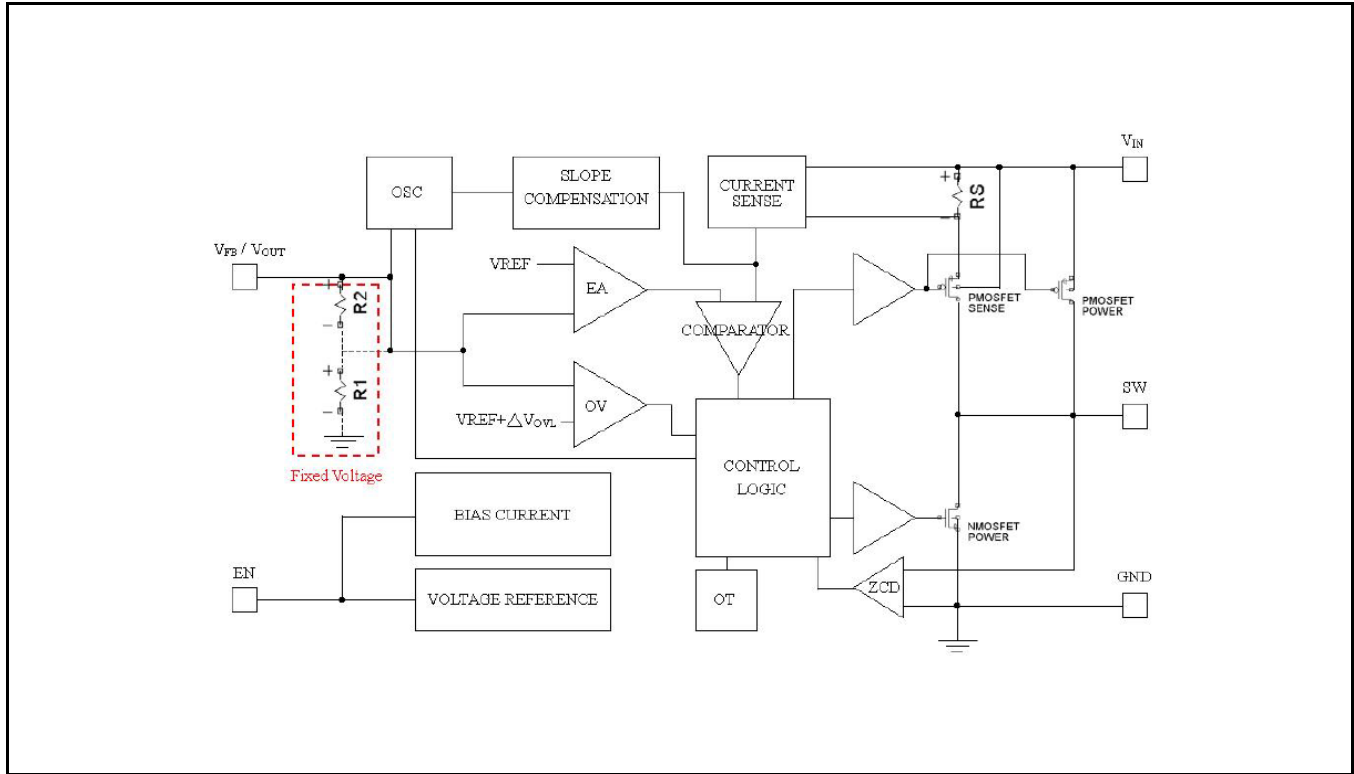 VIN
OSC
SLOPE
COMPENSATION
CURRENT
SENSE
+
RS
−
VFB / VOUT
VREF
EA
+
R2
−
PMOSFET
SENSE
PMOSFET
POWER
COMPARATOR
+
R1
−
SW
OV
VREF+△VOVL
Fixed Voltage
CONTROL
LOGIC
BIAS CURRENT
NMOSFET
POWER
EN
VOLTAGE REFERENCE
OT
ZCD
GND